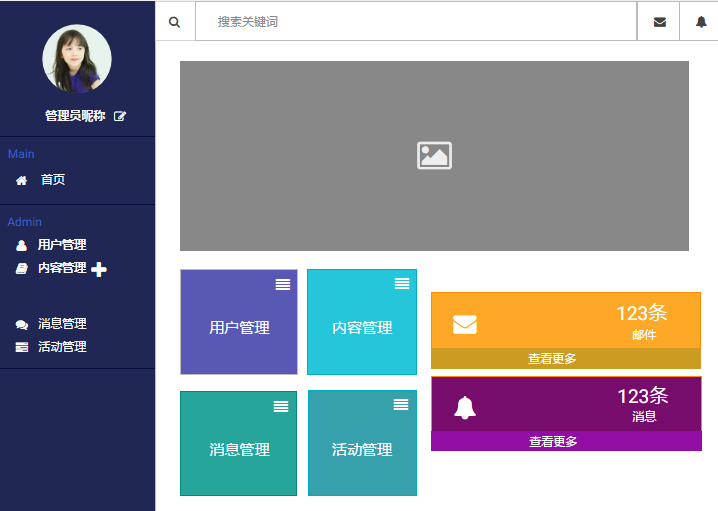 搜索关键词
管理员昵称
Main
首页
Admin
用户管理
内容管理
消息管理
活动管理
用户管理
内容管理
消息管理
活动管理
123条
邮件
查看更多
123条
消息
查看更多